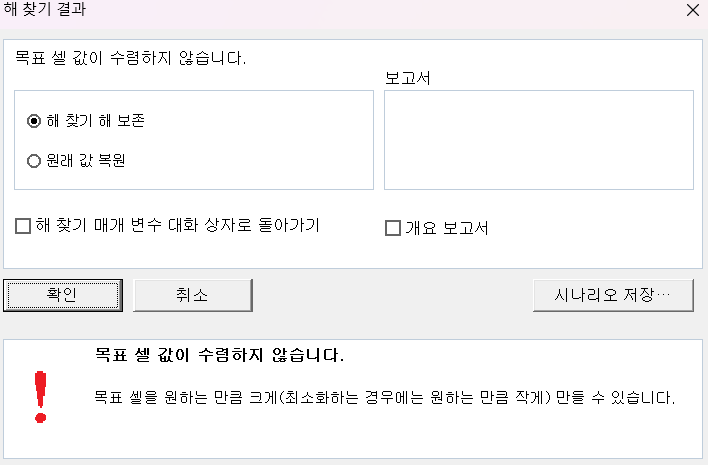 해 찾기 결과
목표 셀 값이 수렴하지 않습니다.
보고서
해 찾기 해 보존
원래 값 복원
해 찾기 매개 변수 대화 상자로 돌아가기
개요 보고서
확인
취소
시나리오 저장...
목표 셀 값이 수렴하지 않습니다.
목표 셀을 원하는 만큼 크게(최소화하는 경우에는 원하는 만큼 작게) 만들 수 있습니다.